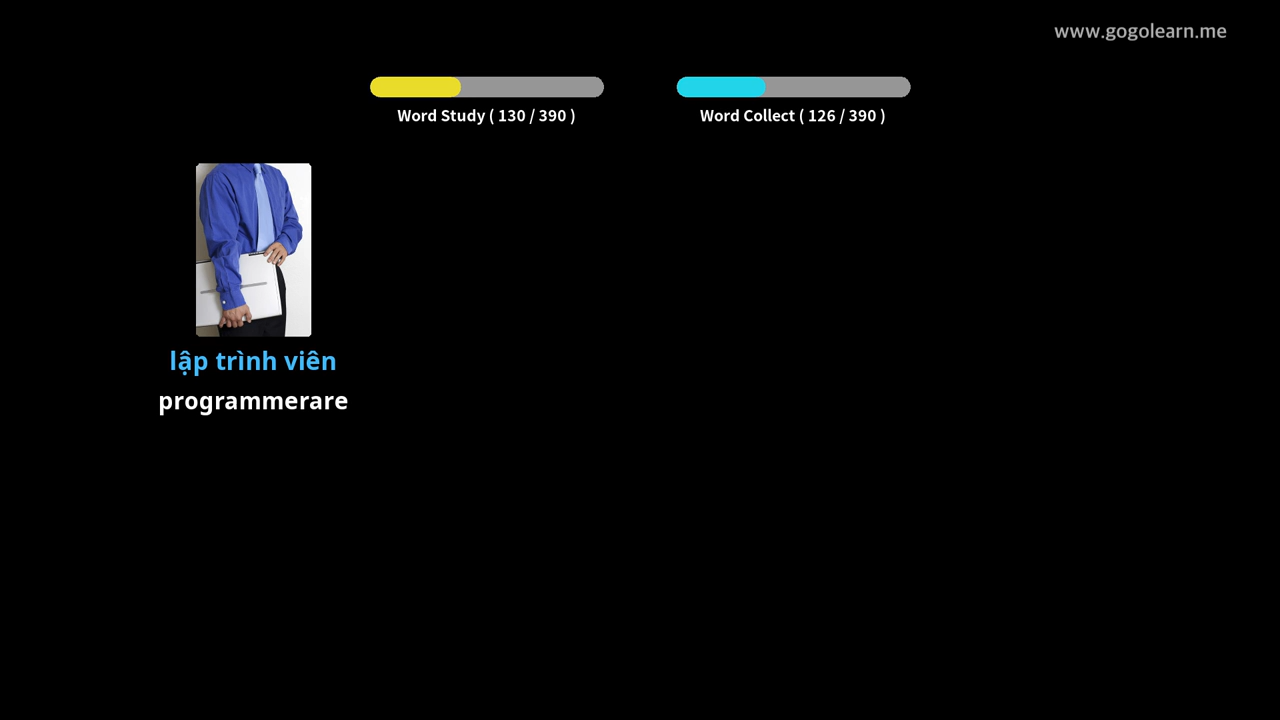 www.gogolearn.me
Word Study ( 130 / 390 )
Word Collect ( 126 / 390 )
lập trình viên
programmerare